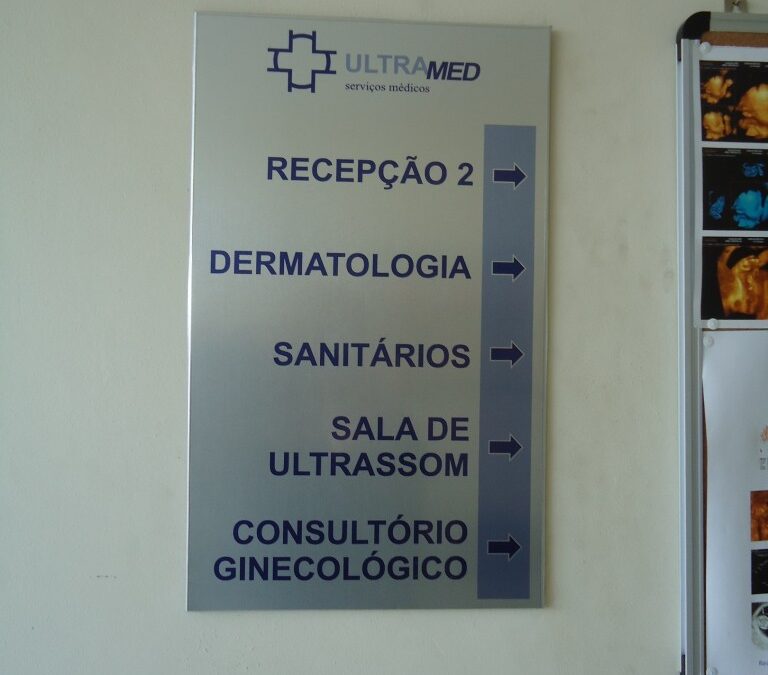 ULTRAMED
serviços médicos
RECEPÇÃO 2
DERMATOLOGIA
SANITÁRIOS
SALA DE
ULTRASSOM
CONSULTÓRIO
GINECOLÓGICO